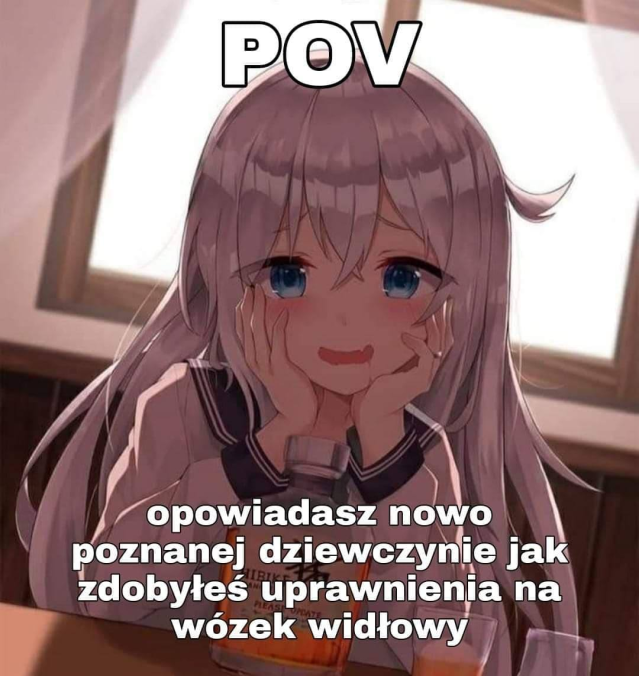 POV
opowiadasz nowo
poznanej dziewczynie jak
zdobyłeś uprawnienia na
wózek widłowy